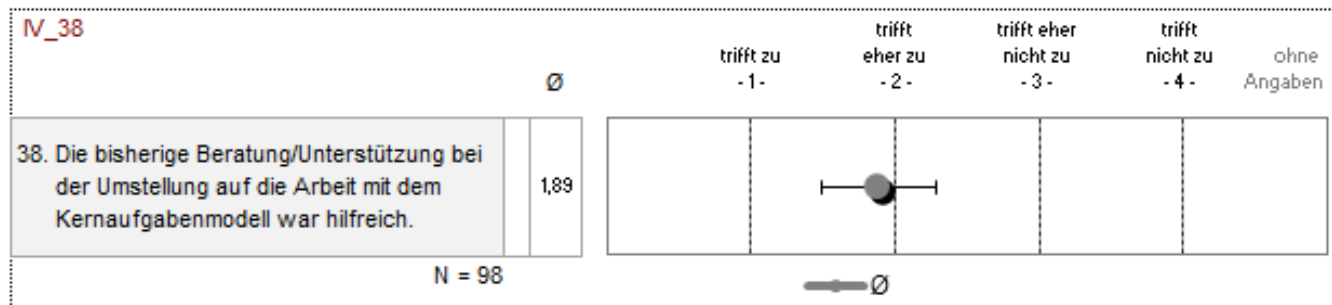 IV_38
Ø
trifft zu
- 1 -
trifft
eher zu
- 2 -
trifft eher
nicht zu
- 3 -
trifft
nicht zu
- 4 -
ohne
Angaben
38. Die bisherige Beratung/Unterstützung bei
der Umstellung auf die Arbeit mit dem
Kernaufgabenmodell war hilfreich.
1,89
N = 98
Ø